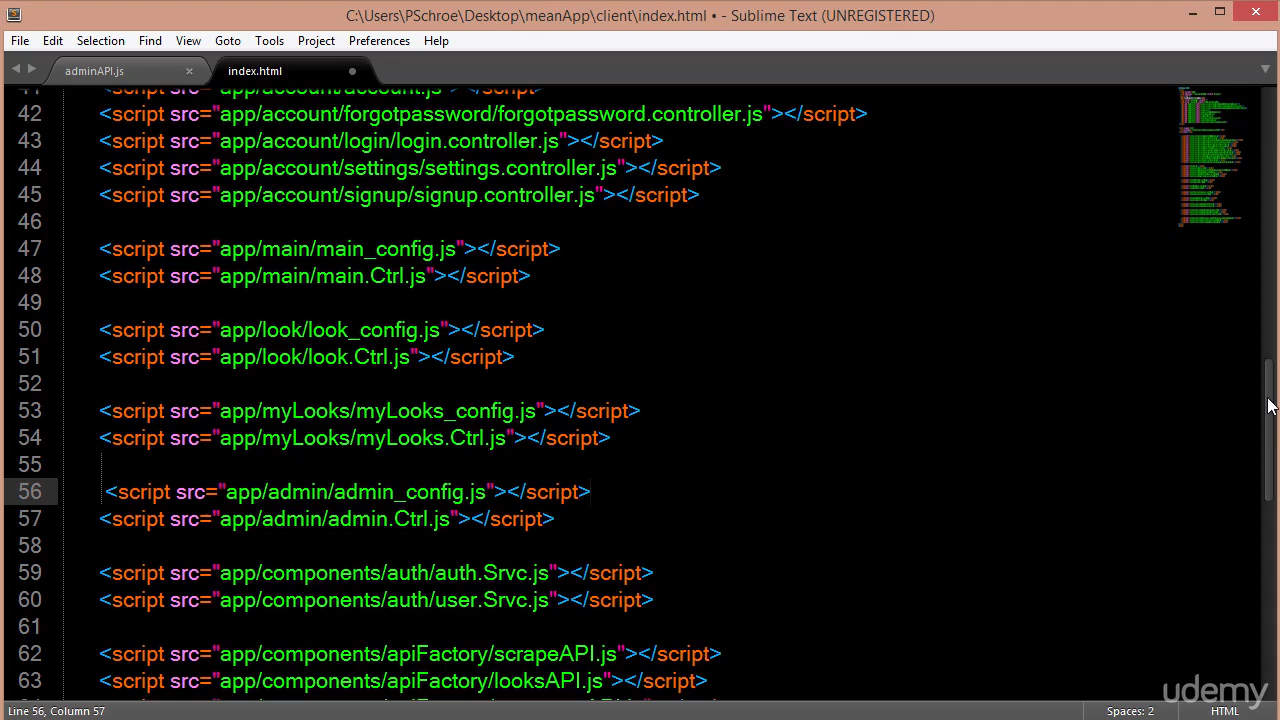 C:\Users\PSchroe\Desktop\meanApp\client\index.html • - Sublime Text (UNREGISTERED)
File Edit Selection Find View Goto Tools Project Preferences Help
adminAPI.js × index.html
41 <script src="app/account/account.js"></script>
42 <script src="app/account/forgotpassword/forgotpassword.controller.js"></script>
43 <script src="app/account/login/login.controller.js"></script>
44 <script src="app/account/settings/settings.controller.js"></script>
45 <script src="app/account/signup/signup.controller.js"></script>
46
47 <script src="app/main/main_config.js"></script>
48 <script src="app/main/main.Ctrl.js"></script>
49
50 <script src="app/look/look_config.js"></script>
51 <script src="app/look/look.Ctrl.js"></script>
52
53 <script src="app/myLooks/myLooks_config.js"></script>
54 <script src="app/myLooks/myLooks.Ctrl.js"></script>
55
56 <script src="app/admin/admin_config.js"></script>
57 <script src="app/admin/admin.Ctrl.js"></script>
58
59 <script src="app/components/auth/auth.Srvc.js"></script>
60 <script src="app/components/auth/user.Srvc.js"></script>
61
62 <script src="app/components/apiFactory/scrapeAPI.js"></script>
63 <script src="app/components/apiFactory/looksAPI.js"></script>
udemy
Line 56, Column 57 Spaces: 2 HTML